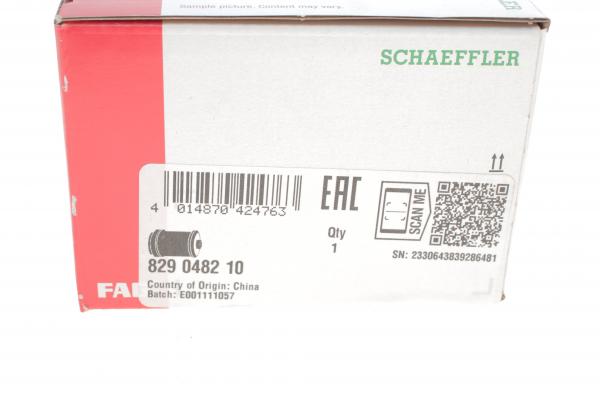 Sample picture. Content may vary.
ER
SCHAEFFLER
4 014870 424763
EAC
Qty
1
SCAN ME
SN: 2330643839286481
829 0482 10
Country of Origin: China
Batch: E001111057
FA